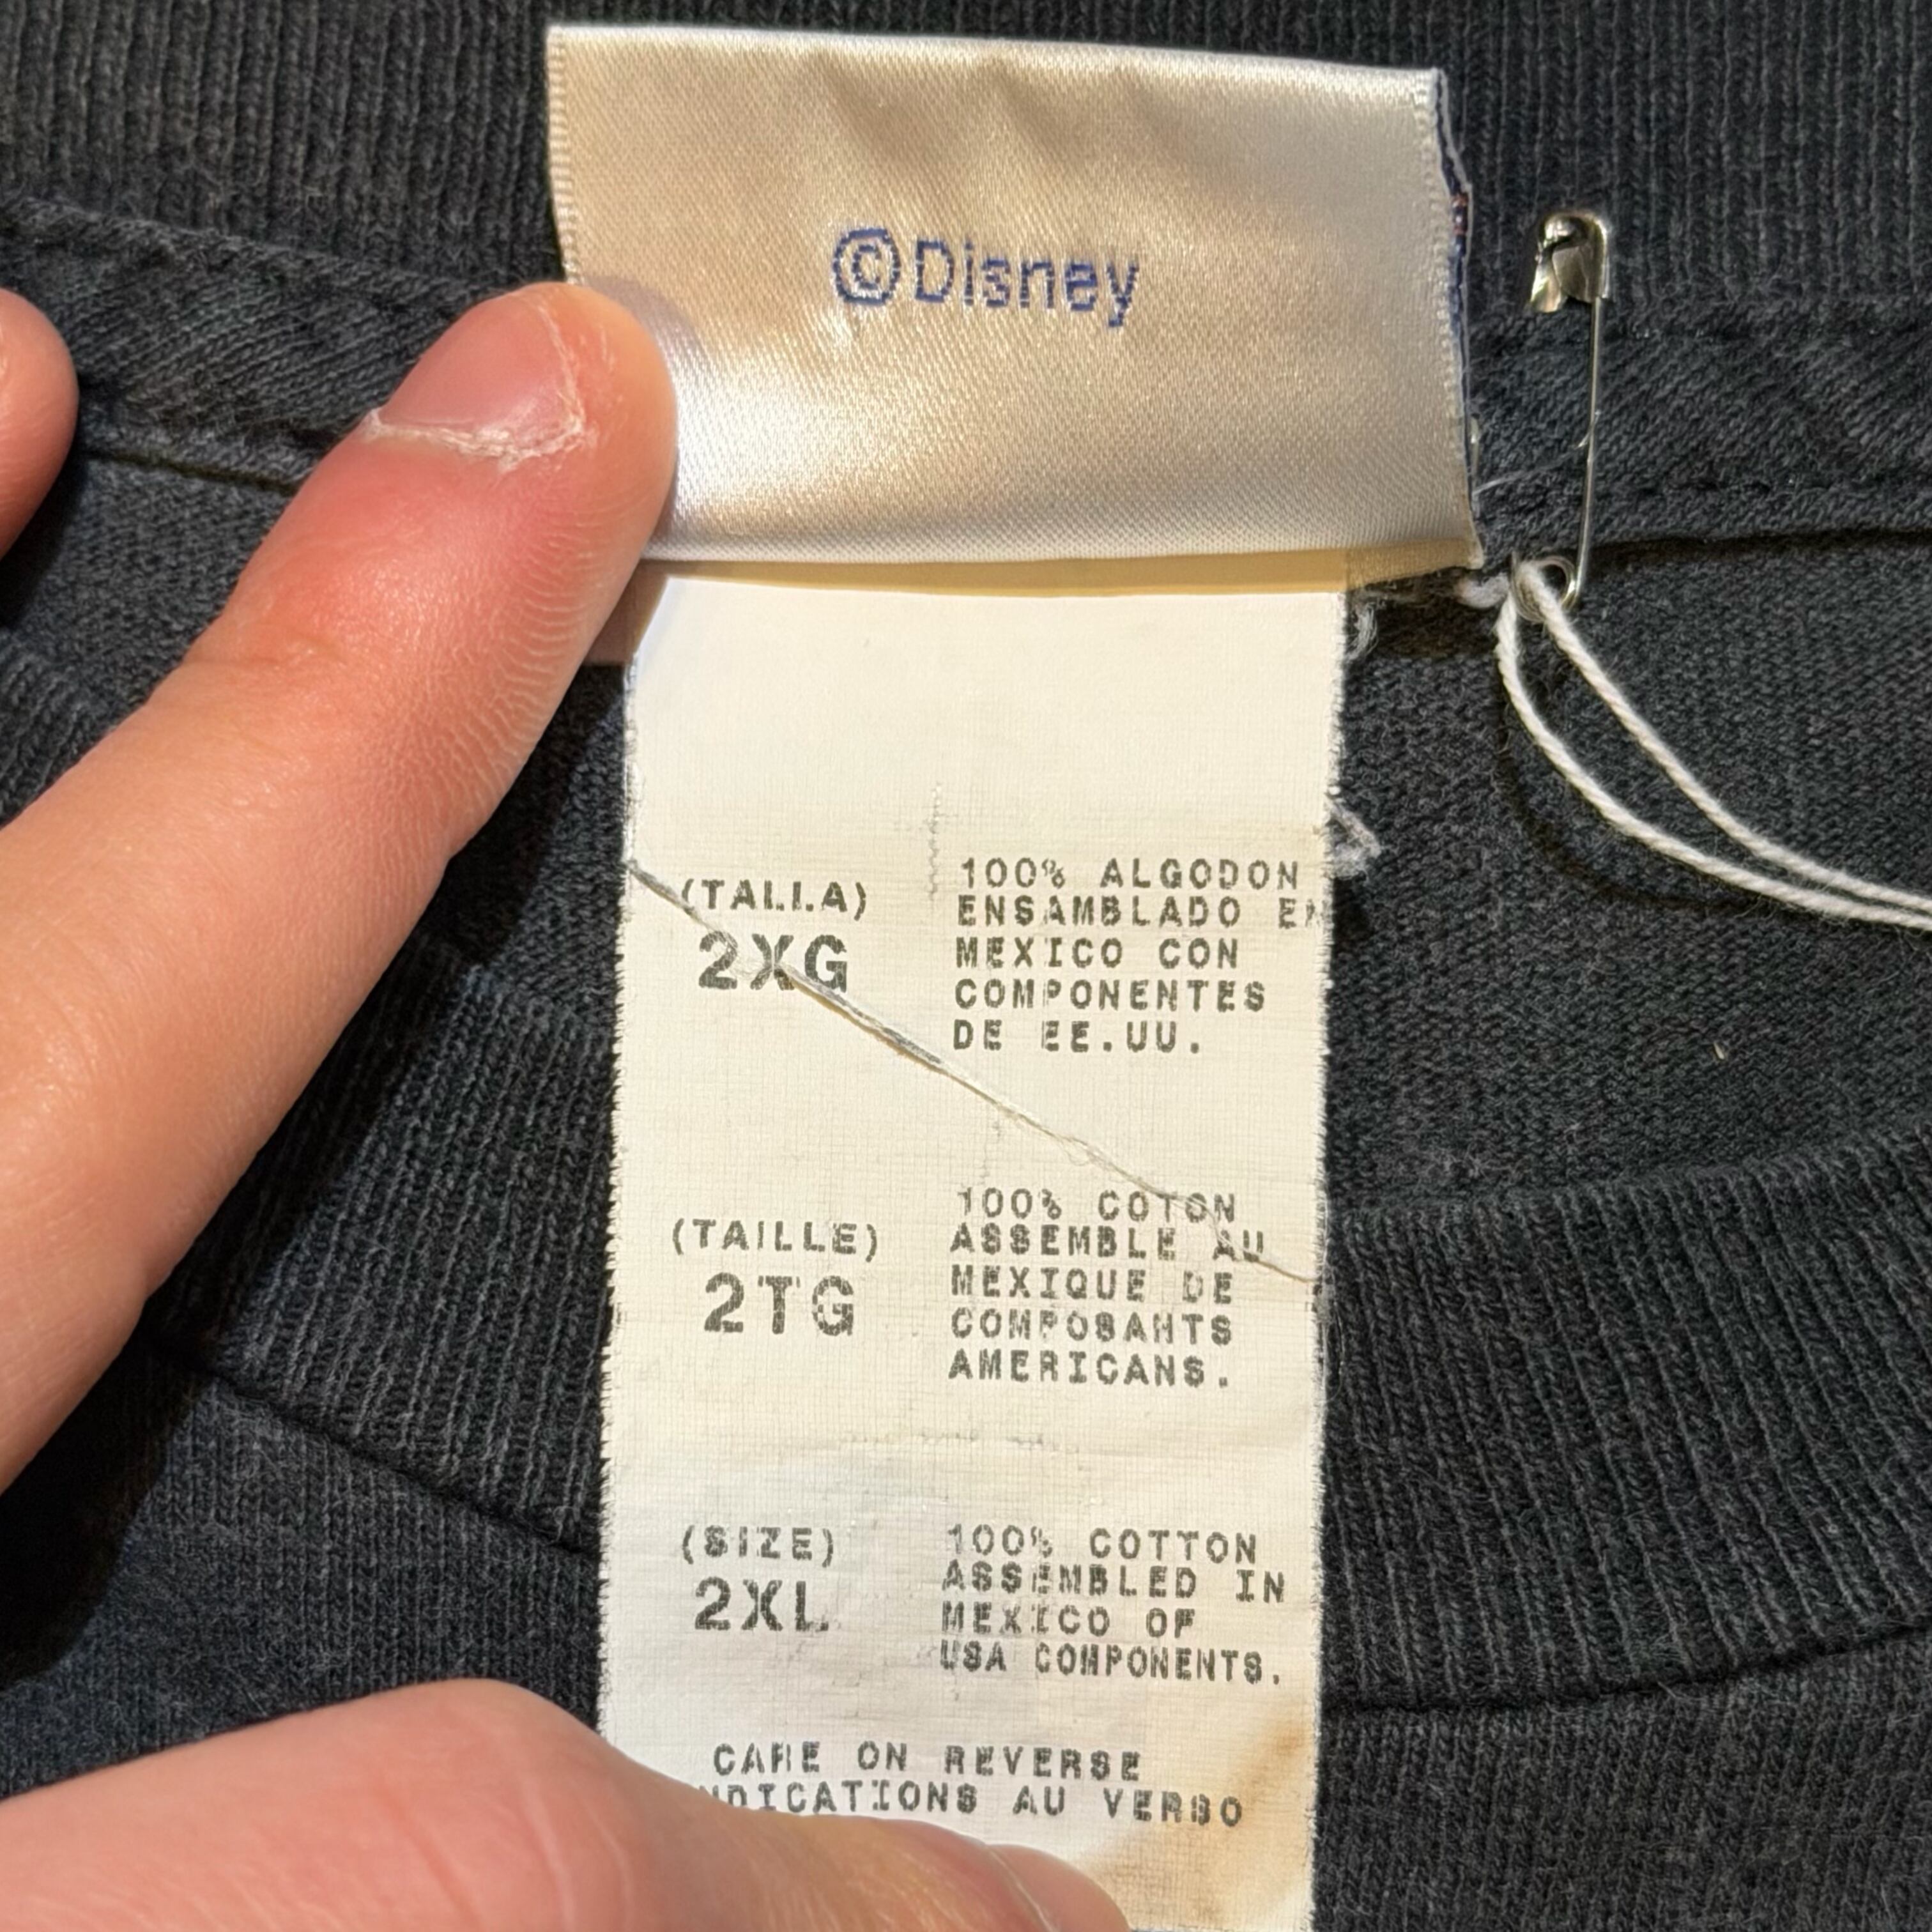 ©Disney
(TALLA)
2XG
100% ALGODON
ENSAMBLADO EN
MEXICO CON
COMPONENTES
DE EE.UU.
(TAILLE)
2TG
100% COTON
ASSEMBLE AU
MEXIQUE DE
COMPOSANTS
AMERICANS.
(SIZE)
2XL
100% COTTON
ASSEMBLED IN
MEXICO OF
USA COMPONENTS.
CARE ON REVERSE
INDICATIONS AU VERSO